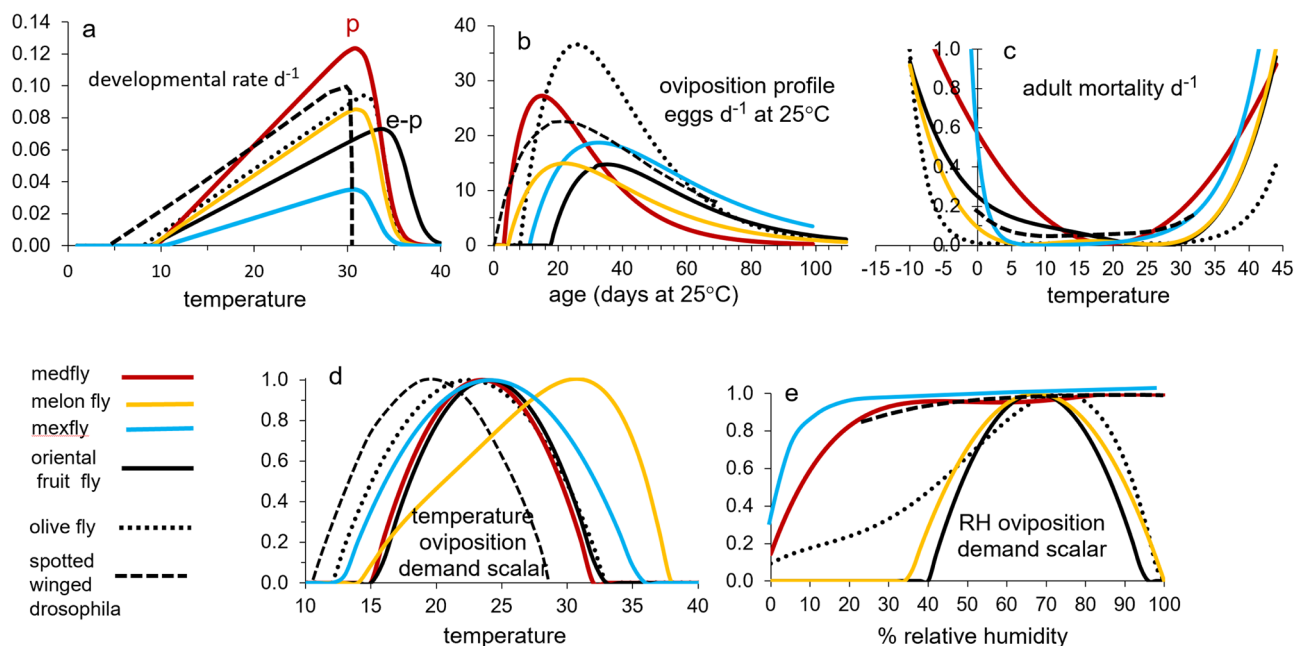 a
p
developmental rate d-1
e-p
0.14
0.12
0.10
0.08
0.06
0.04
0.02
0.00
0 10 20 30 40
temperature
b
oviposition profile
eggs d-1 at 25°C
40
30
20
10
0
0 20 40 60 80 100
age (days at 25°C)
c
adult mortality d-1
1.0
0.8
0.6
0.4
0.2
0.0
-15 -10 -5 0 5 10 15 20 25 30 35 40 45
temperature
medfly
melon fly
mexfly
oriental
fruit fly
olive fly
spotted
winged
drosophila
d
1.0
0.8
0.6
0.4
0.2
0.0
temperature
oviposition
demand scalar
10 15 20 25 30 35 40
temperature
e
1.0
0.8
0.6
0.4
0.2
0.0
RH oviposition
demand scalar
0 10 20 30 40 50 60 70 80 90 100
% relative humidity